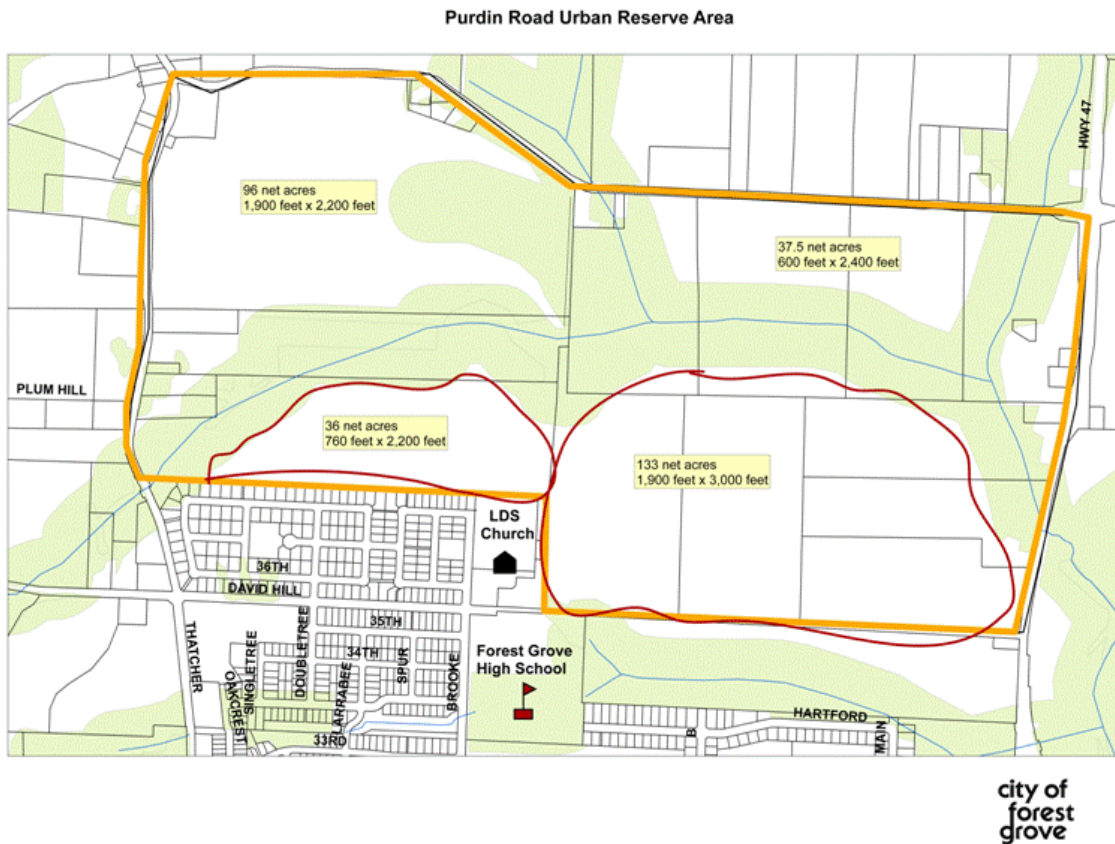 Purdin Road Urban Reserve Area
HWY 47
96 net acres
1,900 feet x 2,200 feet
37.5 net acres
600 feet x 2,400 feet
PLUM HILL
36 net acres
760 feet x 2,200 feet
133 net acres
1,900 feet x 3,000 feet
LDS
Church
36TH
DAVID HILL
35TH
34TH
THATCHER
OAKCREST
SINGLETREE
DOUBLETREE
LARRABEE
SPUR
BROOKE
33RD
Forest Grove
High School
HARTFORD
B
MAIN
city of
forest
grove